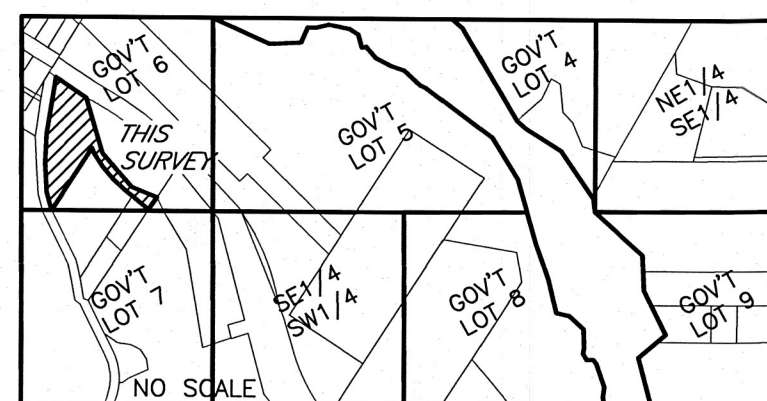 GOV'T
LOT 6
GOV'T
LOT 4
NE1/4
SE1/4
THIS
SURVEY
GOV'T
LOT 5
GOV'T
LOT 7
SE1/4
SW1/4
GOV'T
LOT 8
GOV'T
LOT 9
NO SCALE